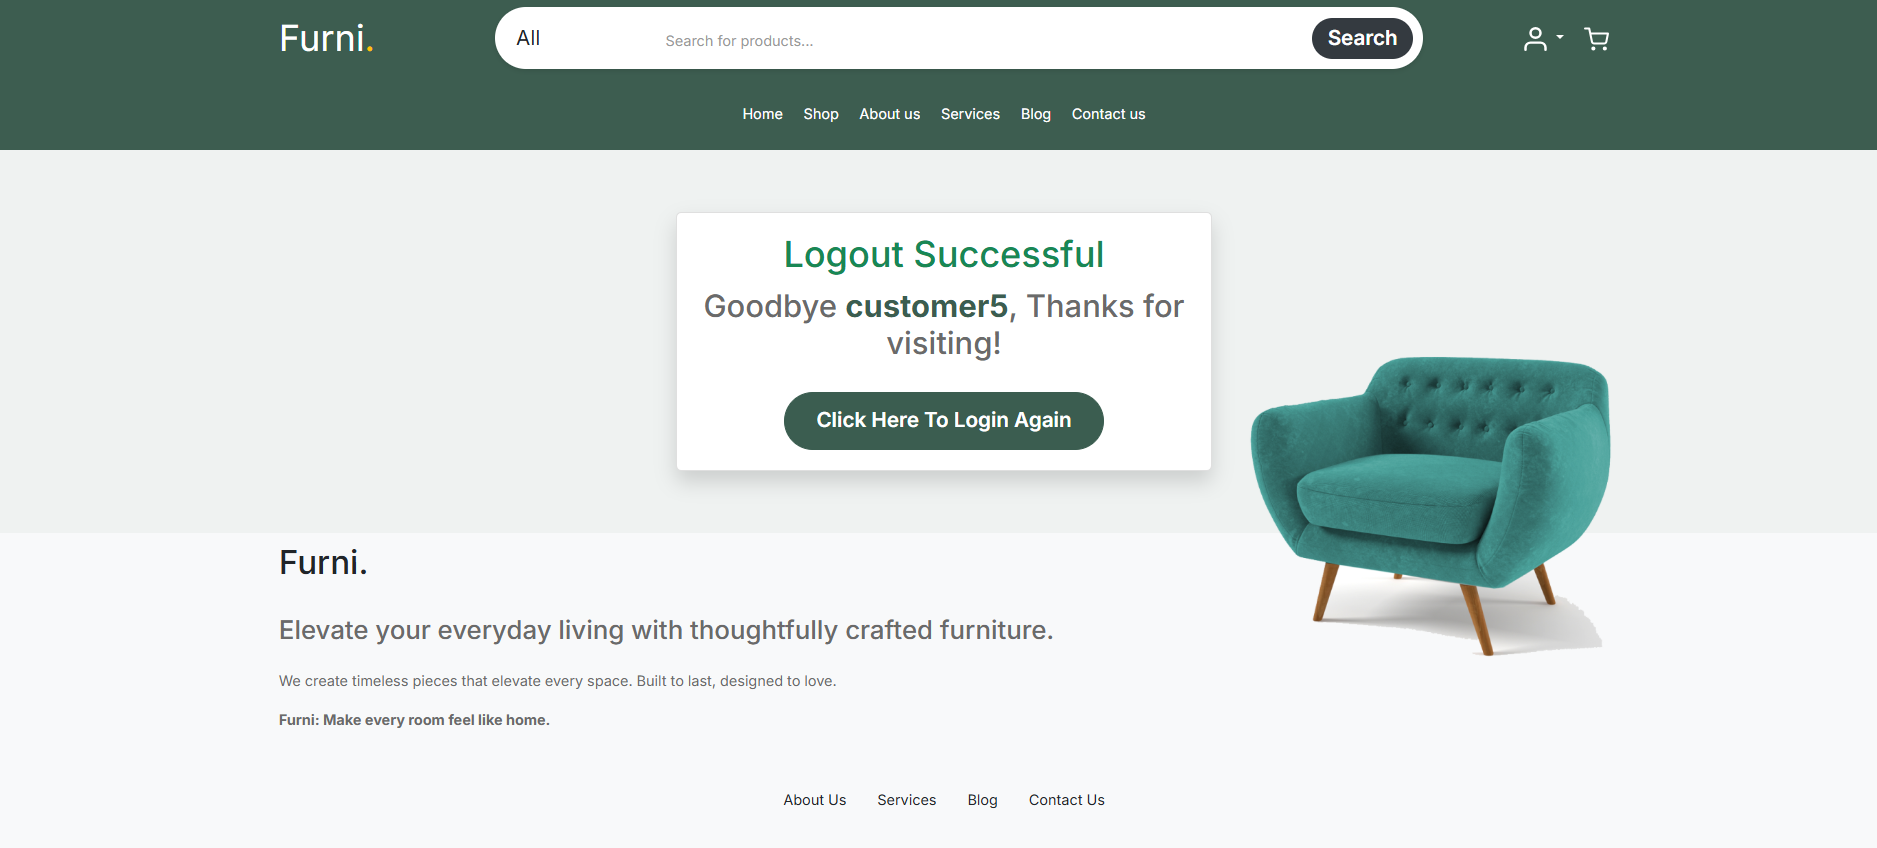 Furni.
All
Search for products...
Search
Home Shop About us Services Blog Contact us
Logout Successful
Goodbye customer5, Thanks for
visiting!
Click Here To Login Again
Furni.
Elevate your everyday living with thoughtfully crafted furniture.
We create timeless pieces that elevate every space. Built to last, designed to love.
Furni: Make every room feel like home.
About Us Services Blog Contact Us